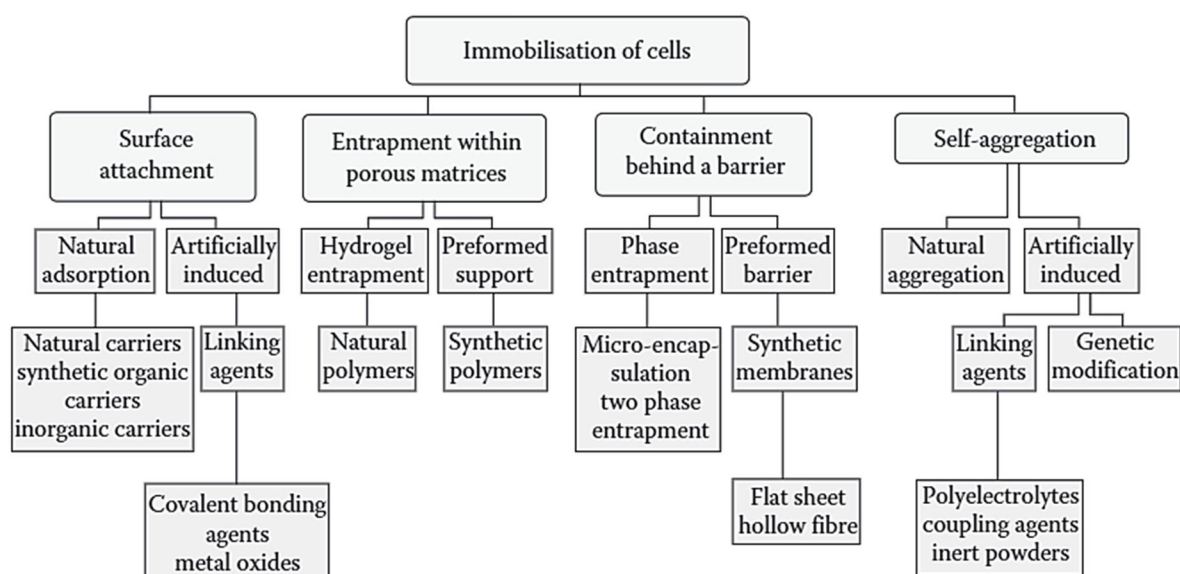 Immobilisation of cells
Surface
attachment
Entrapment within
porous matrices
Containment
behind a barrier
Self-aggregation
Natural
adsorption
Artificially
induced
Hydrogel
entrapment
Preformed
support
Phase
entrapment
Preformed
barrier
Natural
aggregation
Artificially
induced
Natural carriers
synthetic organic
carriers
inorganic carriers
Linking
agents
Natural
polymers
Synthetic
polymers
Micro-encap-
sulation
two phase
entrapment
Synthetic
membranes
Linking
agents
Genetic
modification
Covalent bonding
agents
metal oxides
Flat sheet
hollow fibre
Polyelectrolytes
coupling agents
inert powders